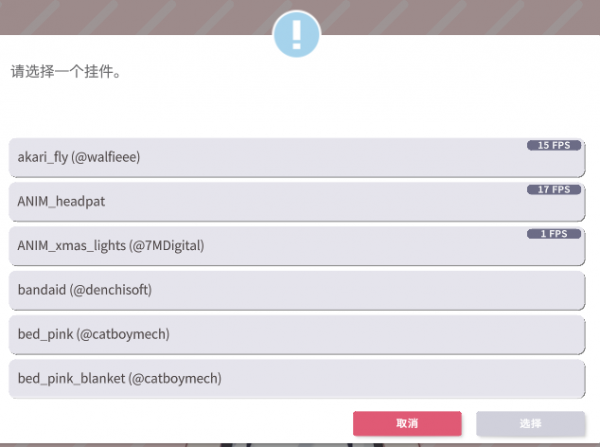 请选择一个挂件。
15 FPS
akari_fly (@walfieee)
17 FPS
ANIM_headpat
1 FPS
ANIM_xmas_lights (@7MDigital)
bandaid (@denchisoft)
bed_pink (@catboymech)
bed_pink_blanket (@catboymech)
取消 选择